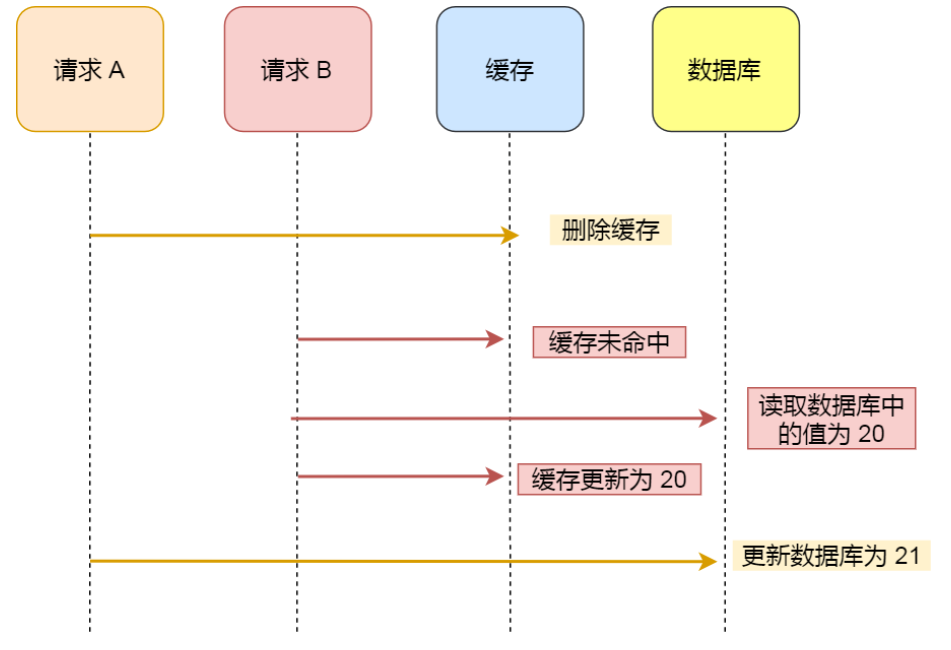 请求 A
请求 B
缓存
数据库
删除缓存
缓存未命中
读取数据库中
的值为 20
缓存更新为 20
更新数据库为 21